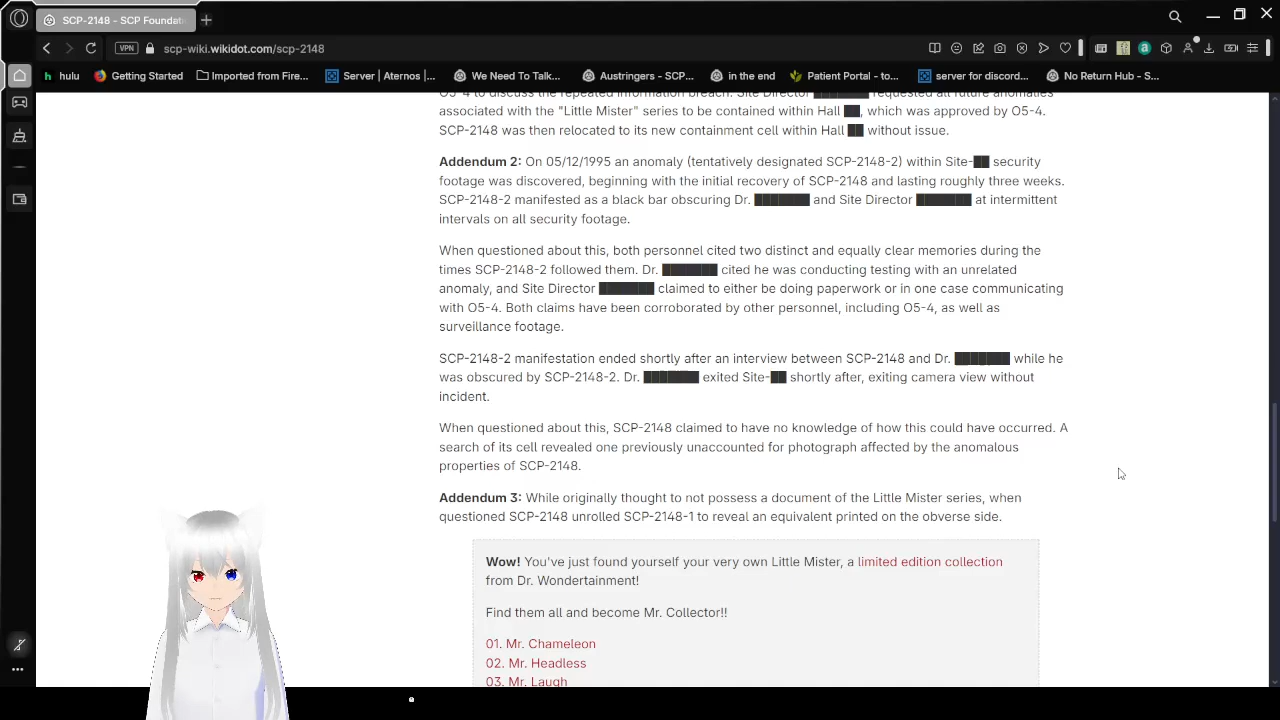 SCP-2148 - SCP Foundat
VPN
scp-wiki.wikidot.com/scp-2148
hulu
Getting Started
Imported from Fire...
Server | Aternos |...
We Need To Talk...
Austringers - SCP...
in the end
Patient Portal - to...
server for discord...
No Return Hub - S...
O5-4 to discuss the repeated information breach. Site Director ███████ requested all future anomalies
associated with the "Little Mister" series to be contained within Hall ██, which was approved by O5-4.
SCP-2148 was then relocated to its new containment cell within Hall ██ without issue.
Addendum 2: On 05/12/1995 an anomaly (tentatively designated SCP-2148-2) within Site-██ security
footage was discovered, beginning with the initial recovery of SCP-2148 and lasting roughly three weeks.
SCP-2148-2 manifested as a black bar obscuring Dr. ███████ and Site Director ███████ at intermittent
intervals on all security footage.
When questioned about this, both personnel cited two distinct and equally clear memories during the
times SCP-2148-2 followed them. Dr. ███████ cited he was conducting testing with an unrelated
anomaly, and Site Director ███████ claimed to either be doing paperwork or in one case communicating
with O5-4. Both claims have been corroborated by other personnel, including O5-4, as well as
surveillance footage.
SCP-2148-2 manifestation ended shortly after an interview between SCP-2148 and Dr. ███████ while he
was obscured by SCP-2148-2. Dr. ███████ exited Site-██ shortly after, exiting camera view without
incident.
When questioned about this, SCP-2148 claimed to have no knowledge of how this could have occurred. A
search of its cell revealed one previously unaccounted for photograph affected by the anomalous
properties of SCP-2148.
Addendum 3: While originally thought to not possess a document of the Little Mister series, when
questioned SCP-2148 unrolled SCP-2148-1 to reveal an equivalent printed on the obverse side.
Wow! You've just found yourself your very own Little Mister, a limited edition collection
from Dr. Wondertainment!
Find them all and become Mr. Collector!!
01. Mr. Chameleon
02. Mr. Headless
03. Mr. Laugh